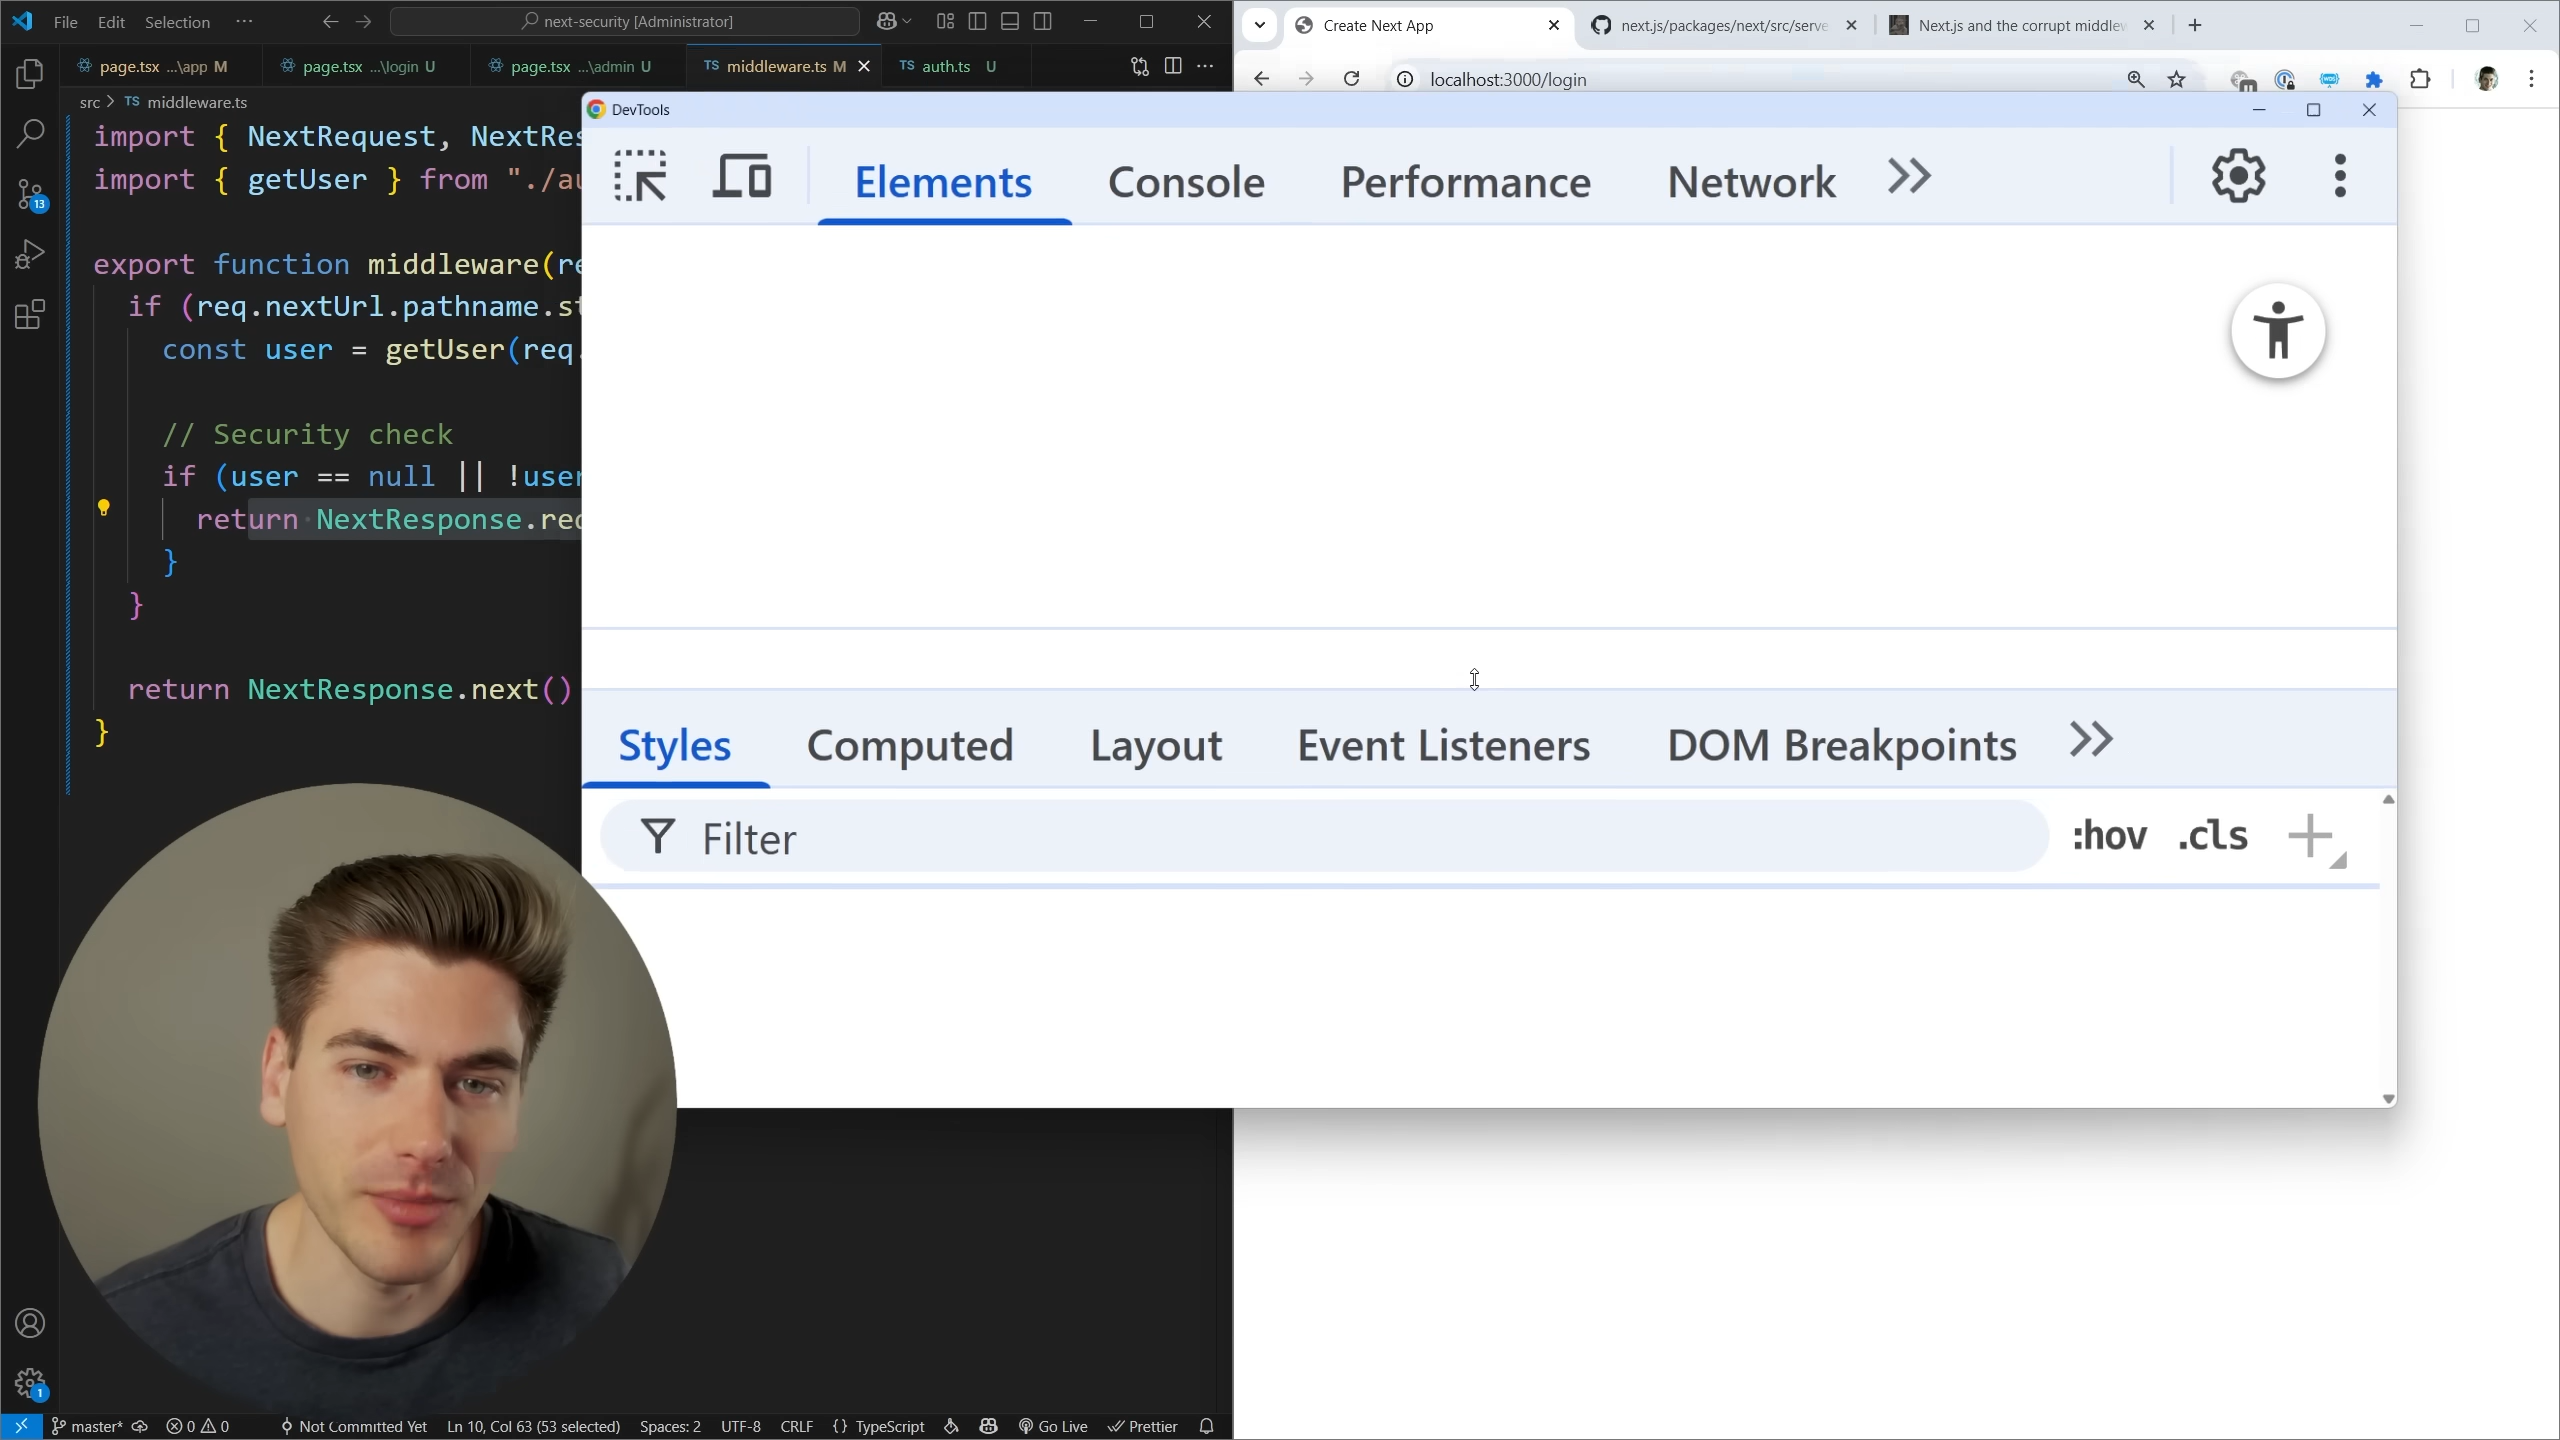 File Edit Selection ···
next-security [Administrator]
page.tsx ...\app M
page.tsx ...\login U
page.tsx ...\admin U
TS middleware.ts M
TS auth.ts U
src > TS middleware.ts
import { NextRequest, NextRes
import { getUser } from "./au
export function middleware(re
if (req.nextUrl.pathname.st
const user = getUser(req.
// Security check
if (user == null || !user
return NextResponse.red
}
}
return NextResponse.next()
}
13
1
master* 0 0 Not Committed Yet Ln 10, Col 63 (53 selected) Spaces: 2 UTF-8 CRLF {} TypeScript Go Live Prettier
Create Next App
next.js/packages/next/src/serve
Next.js and the corrupt middlew
localhost:3000/login
DevTools
Elements Console Performance Network
Styles Computed Layout Event Listeners DOM Breakpoints
Filter :hov .cls